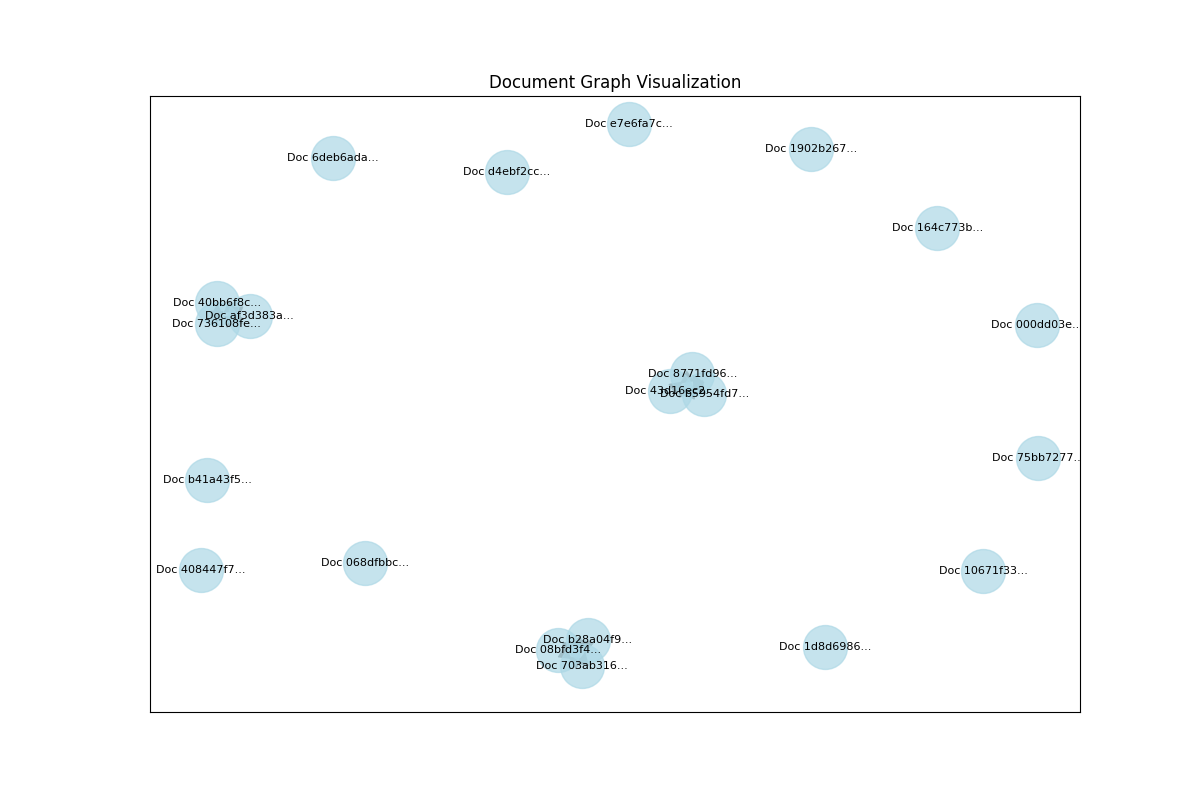 Document Graph Visualization
Doc e7e6fa7c...
Doc 1902b267...
Doc 6deb6ada...
Doc d4ebf2cc...
Doc 164c773b...
Doc 40bb6f8c...
Doc af3d383a...
Doc 736108fe...
Doc 000dd03e..
Doc 8771fd96...
Doc 43d16ec2
Doc 85954fd7...
Doc 75bb7277..
Doc b41a43f5...
Doc 068dfbbc...
Doc 408447f7...
Doc 10671f33...
Doc b28a04f9...
Doc 08bfd3f4...
Doc 1d8d6986...
Doc 703ab316...